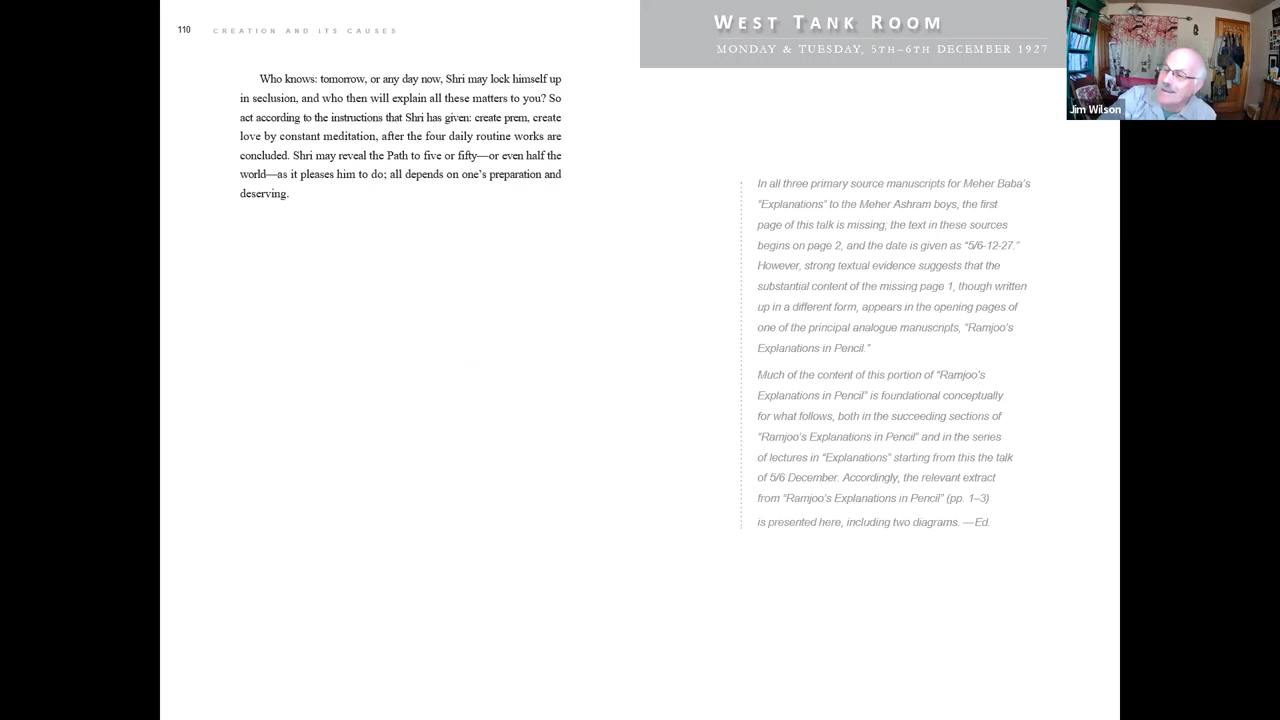 110 CREATION AND ITS CAUSES
Who knows: tomorrow, or any day now, Shri may lock himself up
in seclusion, and who then will explain all these matters to you? So
act according to the instructions that Shri has given: create prem, create
love by constant meditation, after the four daily routine works are
concluded. Shri may reveal the Path to five or fifty—or even half the
world—as it pleases him to do; all depends on one's preparation and
deserving.
WEST TANK ROOM
MONDAY & TUESDAY, 5TH–6TH DECEMBER 1927
In all three primary source manuscripts for Meher Baba's
"Explanations" to the Meher Ashram boys, the first
page of this talk is missing; the text in these sources
begins on page 2, and the date is given as "5/6-12-27."
However, strong textual evidence suggests that the
substantial content of the missing page 1, though written
up in a different form, appears in the opening pages of
one of the principal analogue manuscripts, "Ramjoo's
Explanations in Pencil."
Much of the content of this portion of "Ramjoo's
Explanations in Pencil" is foundational conceptually
for what follows, both in the succeeding sections of
"Ramjoo's Explanations in Pencil" and in the series
of lectures in "Explanations" starting from this the talk
of 5/6 December. Accordingly, the relevant extract
from "Ramjoo's Explanations in Pencil" (pp. 1–3)
is presented here, including two diagrams. —Ed.
Jim Wilson